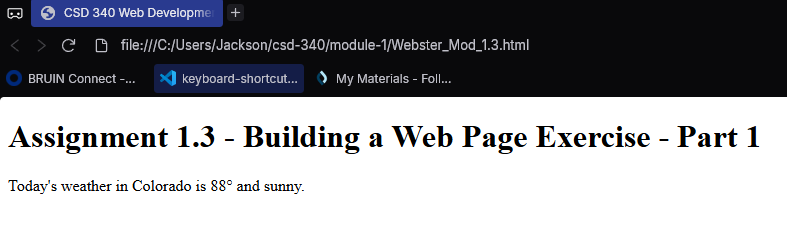 CSD 340 Web Developme
file:///C:/Users/Jackson/csd-340/module-1/Webster_Mod_1.3.html
BRUIN Connect -... keyboard-shortcut... My Materials - Foll...
Assignment 1.3 - Building a Web Page Exercise - Part 1
Today's weather in Colorado is 88° and sunny.